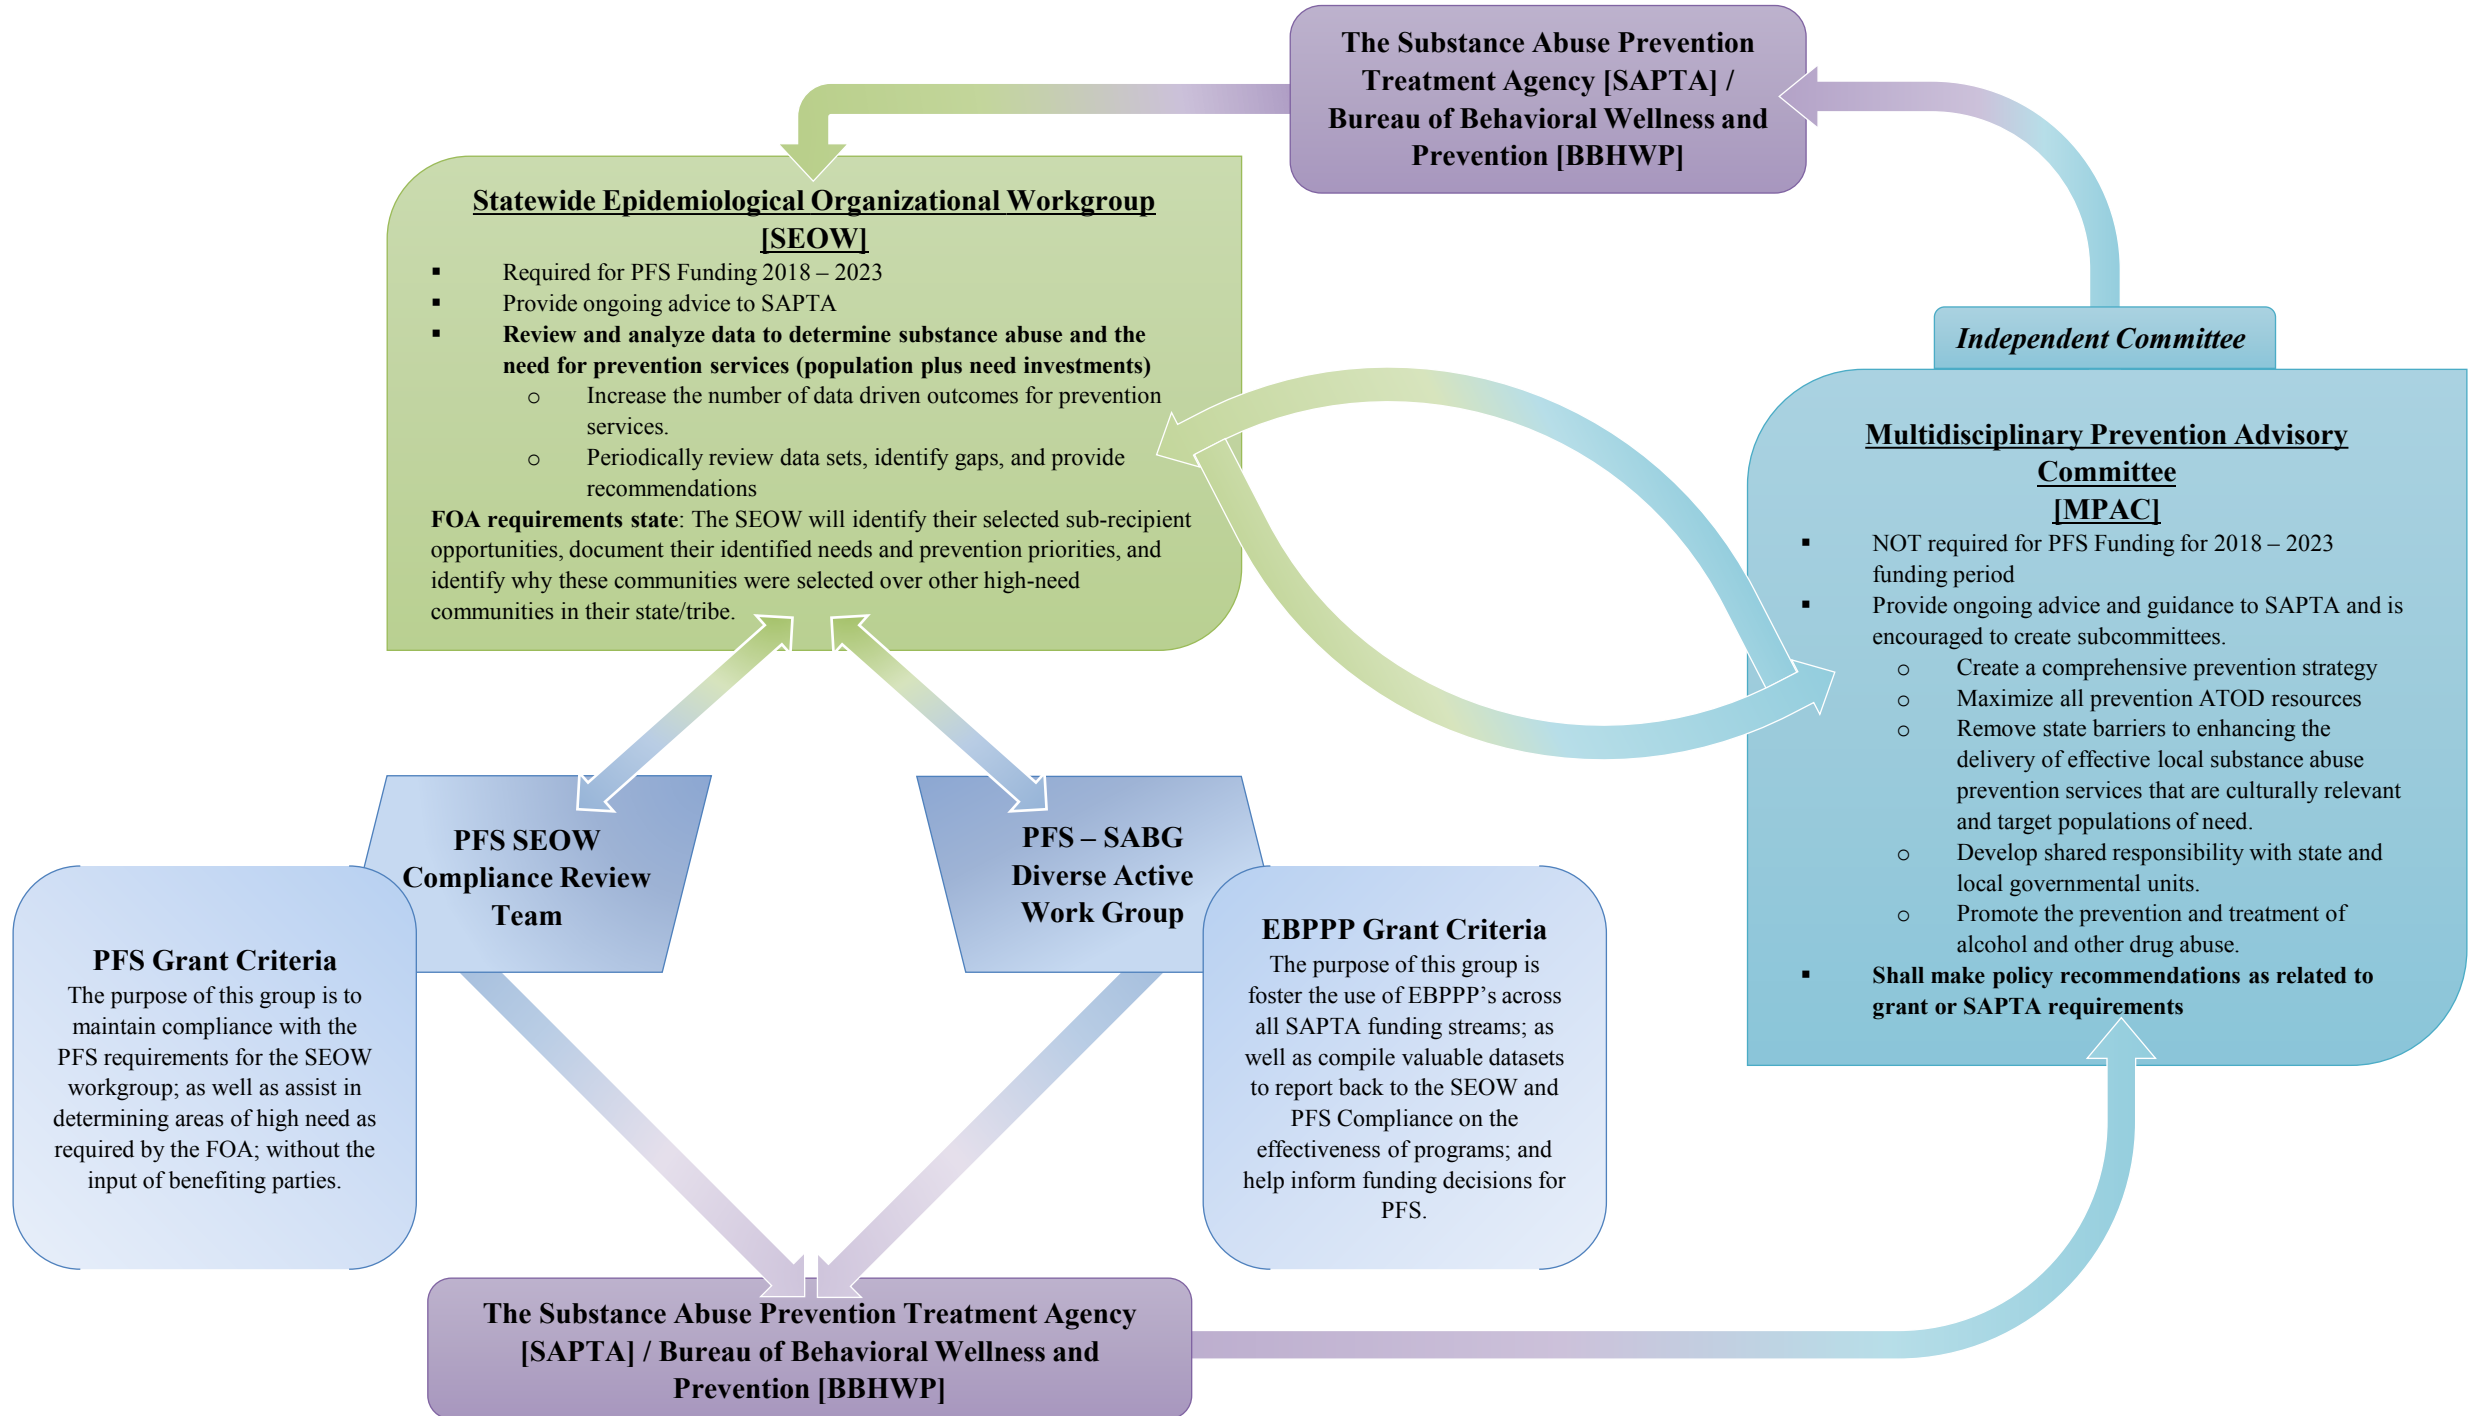 The Substance Abuse Prevention
Treatment Agency [SAPTA] /
Bureau of Behavioral Wellness and
Prevention [BBHWP]
Statewide Epidemiological Organizational Workgroup
[SEOW]
▪ Required for PFS Funding 2018 – 2023
▪ Provide ongoing advice to SAPTA
▪ Review and analyze data to determine substance abuse and the
need for prevention services (population plus need investments)
o Increase the number of data driven outcomes for prevention
services.
o Periodically review data sets, identify gaps, and provide
recommendations
FOA requirements state: The SEOW will identify their selected sub-recipient
opportunities, document their identified needs and prevention priorities, and
identify why these communities were selected over other high-need
communities in their state/tribe.
Independent Committee
Multidisciplinary Prevention Advisory
Committee
[MPAC]
▪ NOT required for PFS Funding for 2018 – 2023
funding period
▪ Provide ongoing advice and guidance to SAPTA and is
encouraged to create subcommittees.
o Create a comprehensive prevention strategy
o Maximize all prevention ATOD resources
o Remove state barriers to enhancing the
delivery of effective local substance abuse
prevention services that are culturally relevant
and target populations of need.
o Develop shared responsibility with state and
local governmental units.
o Promote the prevention and treatment of
alcohol and other drug abuse.
▪ Shall make policy recommendations as related to
grant or SAPTA requirements
PFS SEOW
Compliance Review
Team
PFS – SABG
Diverse Active
Work Group
PFS Grant Criteria
The purpose of this group is to
maintain compliance with the
PFS requirements for the SEOW
workgroup; as well as assist in
determining areas of high need as
required by the FOA; without the
input of benefiting parties.
EBPPP Grant Criteria
The purpose of this group is
foster the use of EBPPP’s across
all SAPTA funding streams; as
well as compile valuable datasets
to report back to the SEOW and
PFS Compliance on the
effectiveness of programs; and
help inform funding decisions for
PFS.
The Substance Abuse Prevention Treatment Agency
[SAPTA] / Bureau of Behavioral Wellness and
Prevention [BBHWP]